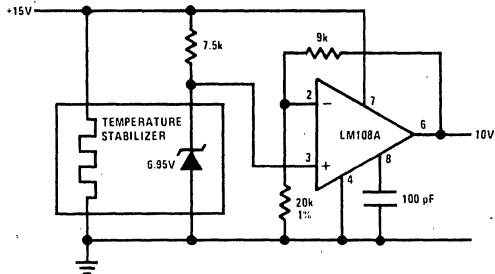 +15V
9k
7.5k
2
7
TEMPERATURE
STABILIZER
−
LM108A
6
10V
6.95V
3
+
8
4
20k
1%
100 pF